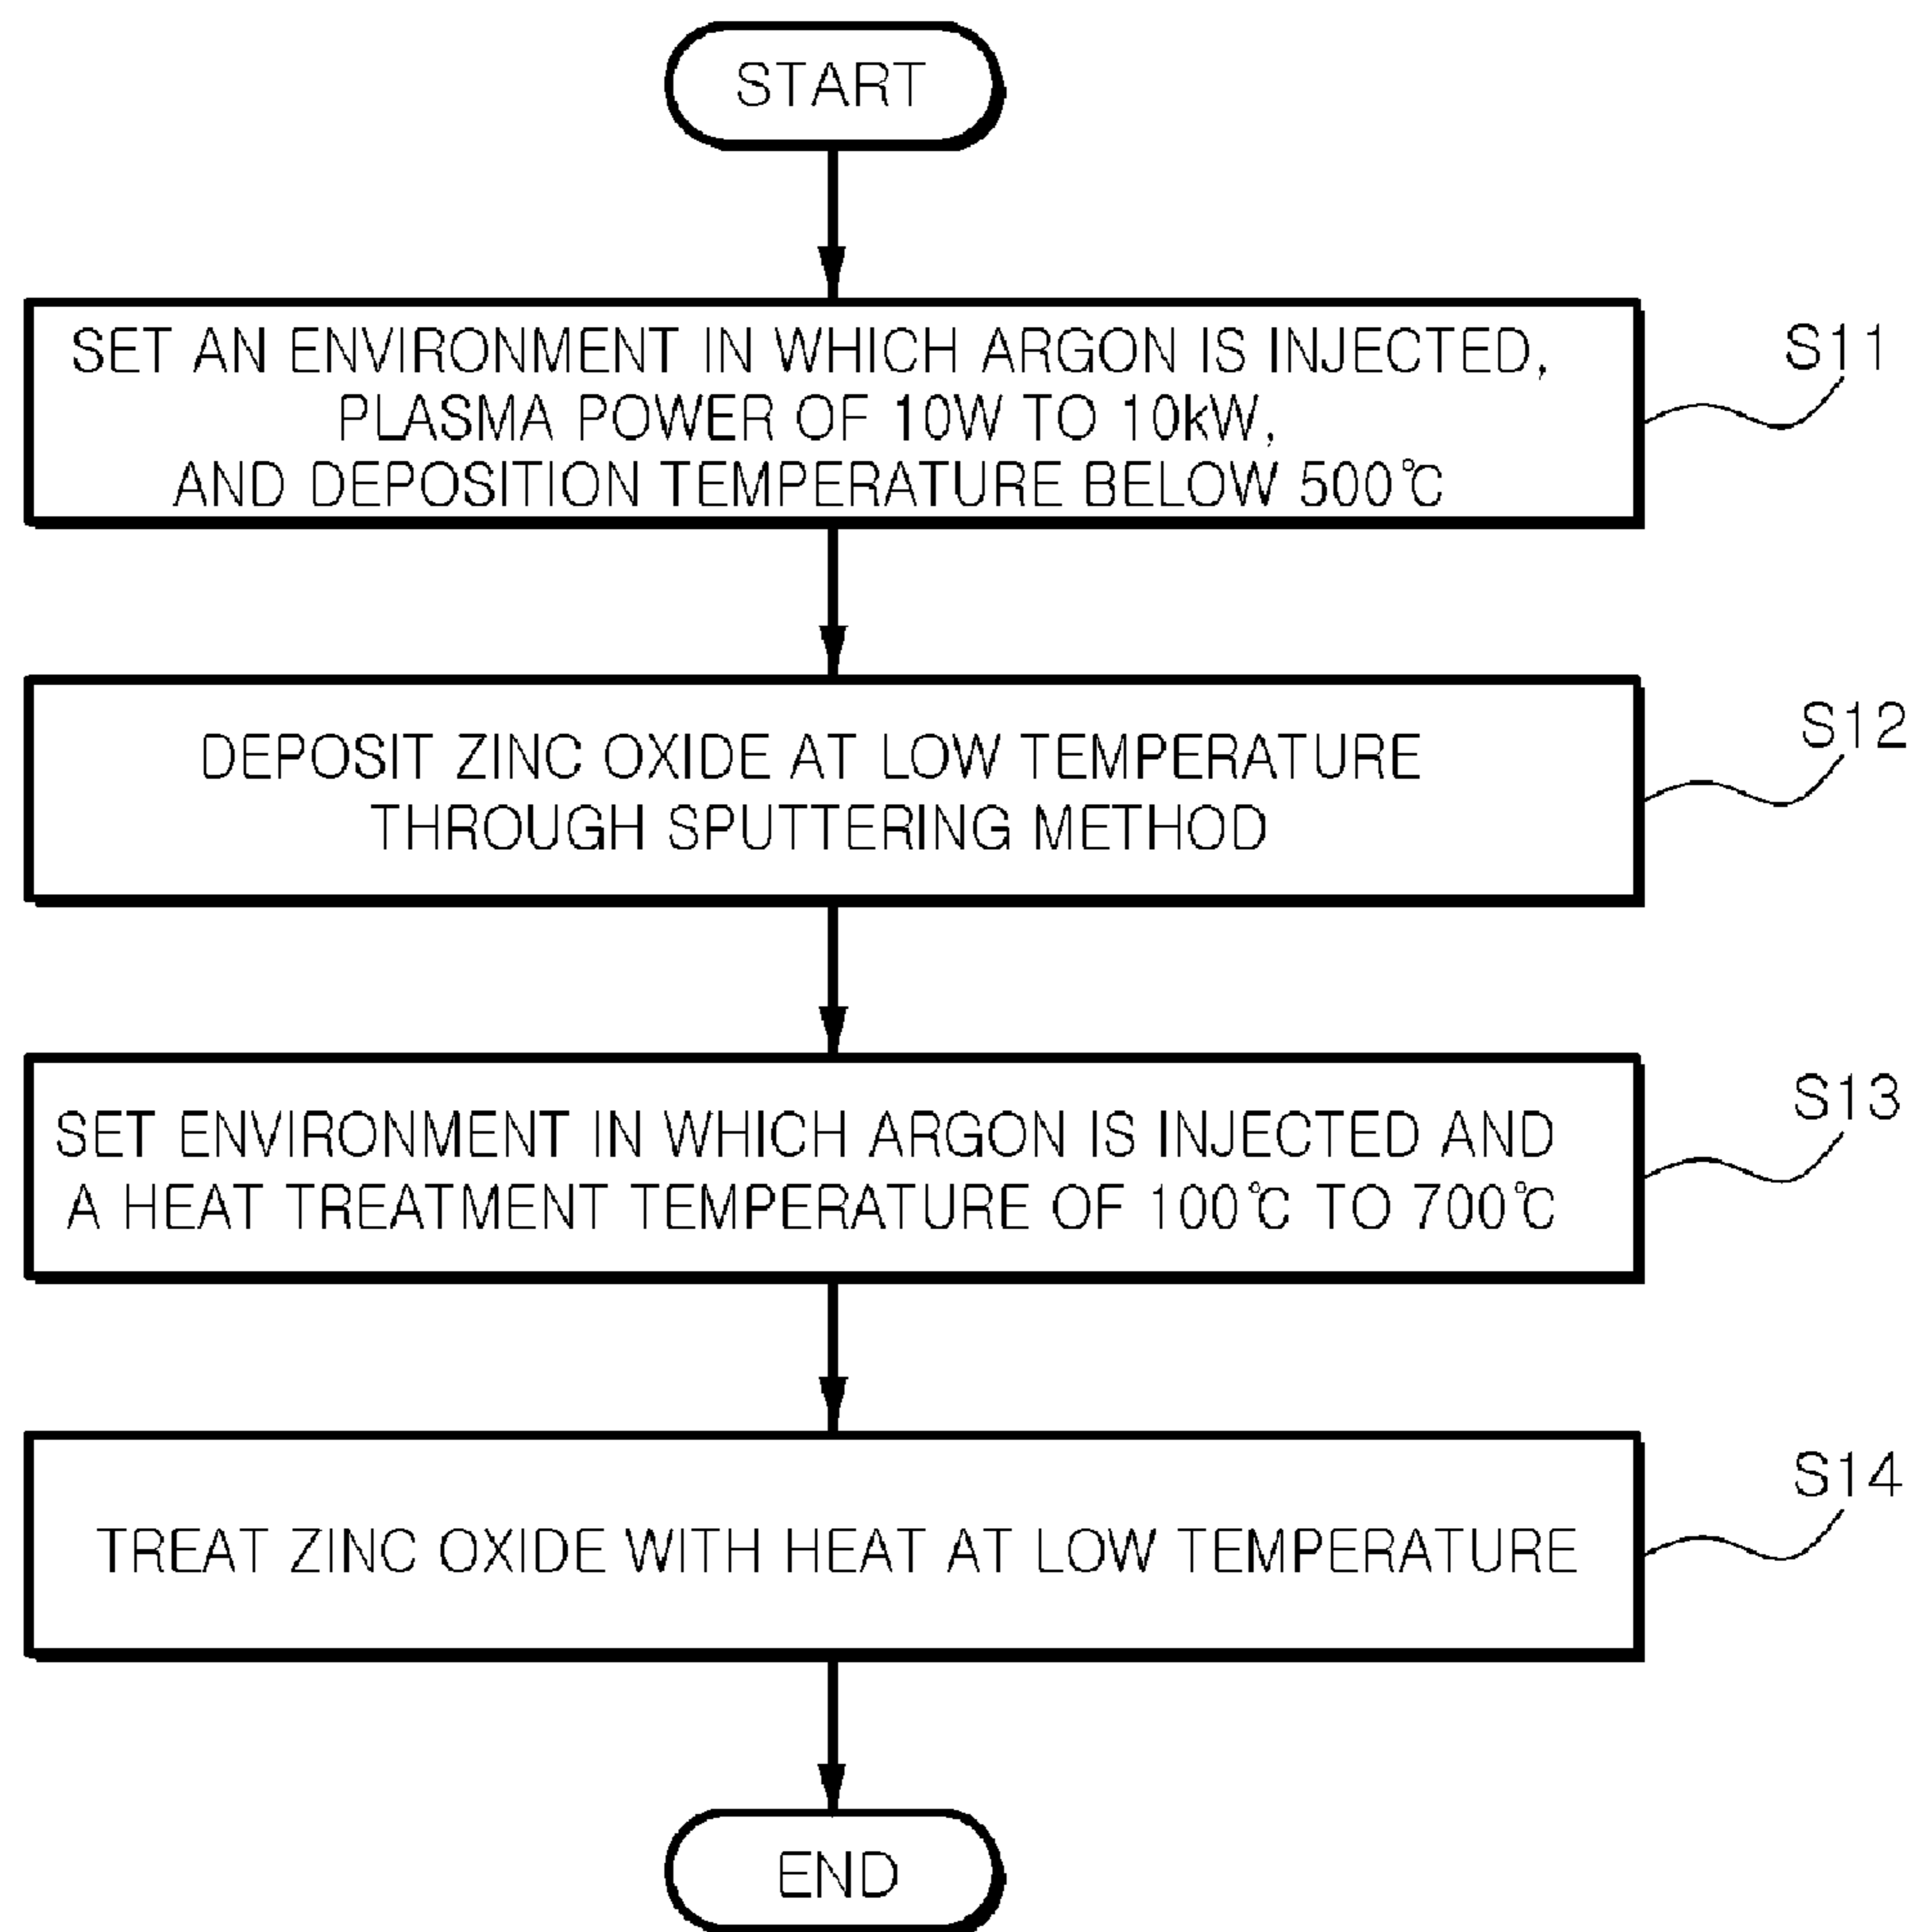 START
SET AN ENVIRONMENT IN WHICH ARGON IS INJECTED,
PLASMA POWER OF 10W TO 10kW,
AND DEPOSITION TEMPERATURE BELOW 500℃
S11
DEPOSIT ZINC OXIDE AT LOW TEMPERATURE
THROUGH SPUTTERING METHOD
S12
SET ENVIRONMENT IN WHICH ARGON IS INJECTED AND
A HEAT TREATMENT TEMPERATURE OF 100℃ TO 700℃
S13
TREAT ZINC OXIDE WITH HEAT AT LOW TEMPERATURE
S14
END